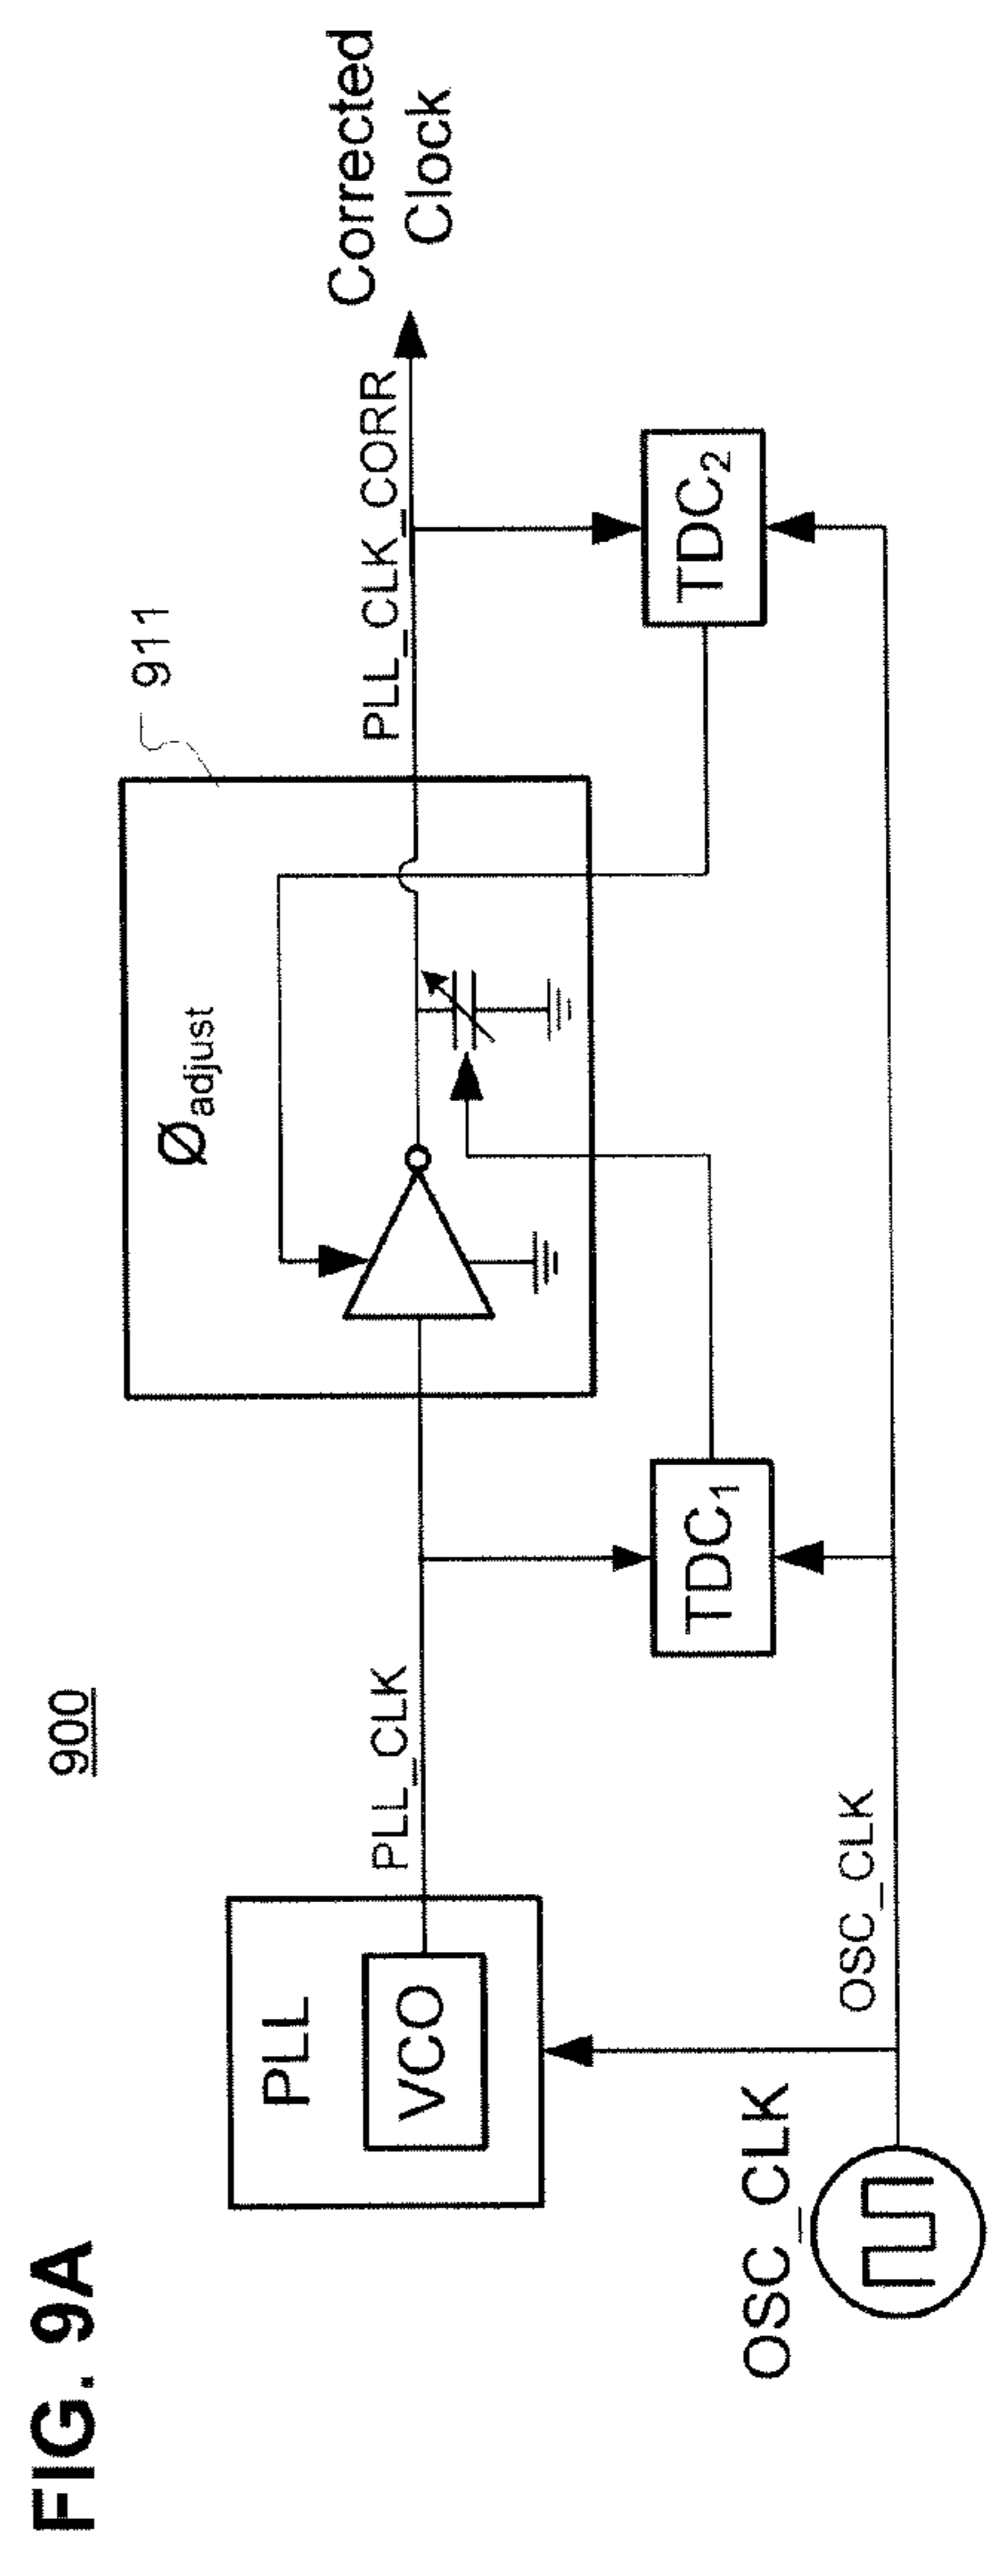 FIG. 9A
900
PLL
VCO
PLL_CLK
OSC_CLK
OSC_CLK
TDC1
Øadjust
911
PLL_CLK_CORR
TDC2
Corrected
Clock